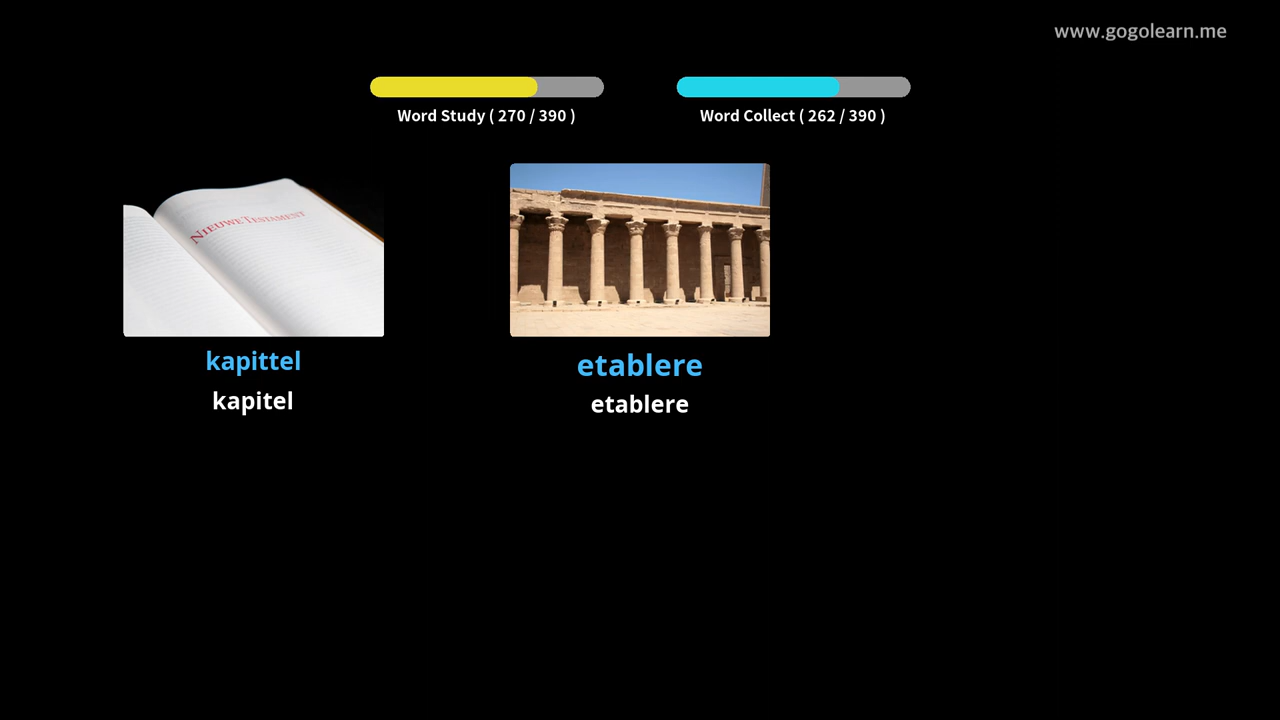 www.gogolearn.me
Word Study ( 270 / 390 )
Word Collect ( 262 / 390 )
NIEUWE TESTAMENT
kapittel
kapitel
etablere
etablere